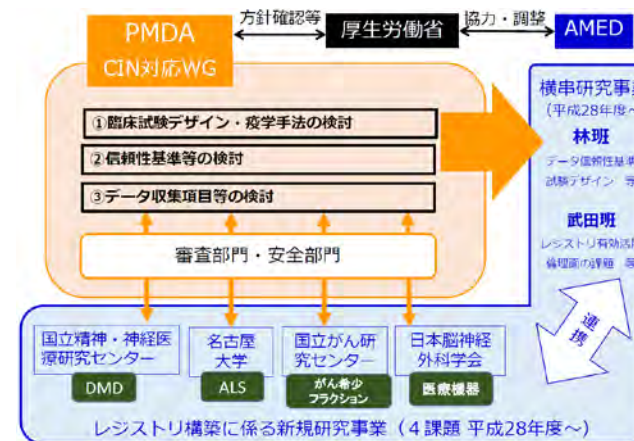 PMDA
CIN対応WG
方針確認等
厚生労働省
協力・調整
AMED
①臨床試験デザイン・疫学手法の検討
②信頼性基準等の検討
③データ収集項目等の検討
審査部門・安全部門
横串研究事
(平成28年度~
林班
データ信頼性基準
試験デザイン 等
武田班
レジストリ有効活
倫理面の課題
連携
国立精神・神経医
療研究センター
DMD
名古屋
大学
ALS
国立がん研
究センター
がん希少
フラクション
日本脳神経
外科学会
医療機器
レジストリ構築に係る新規研究事業(4課題 平成28年度~)